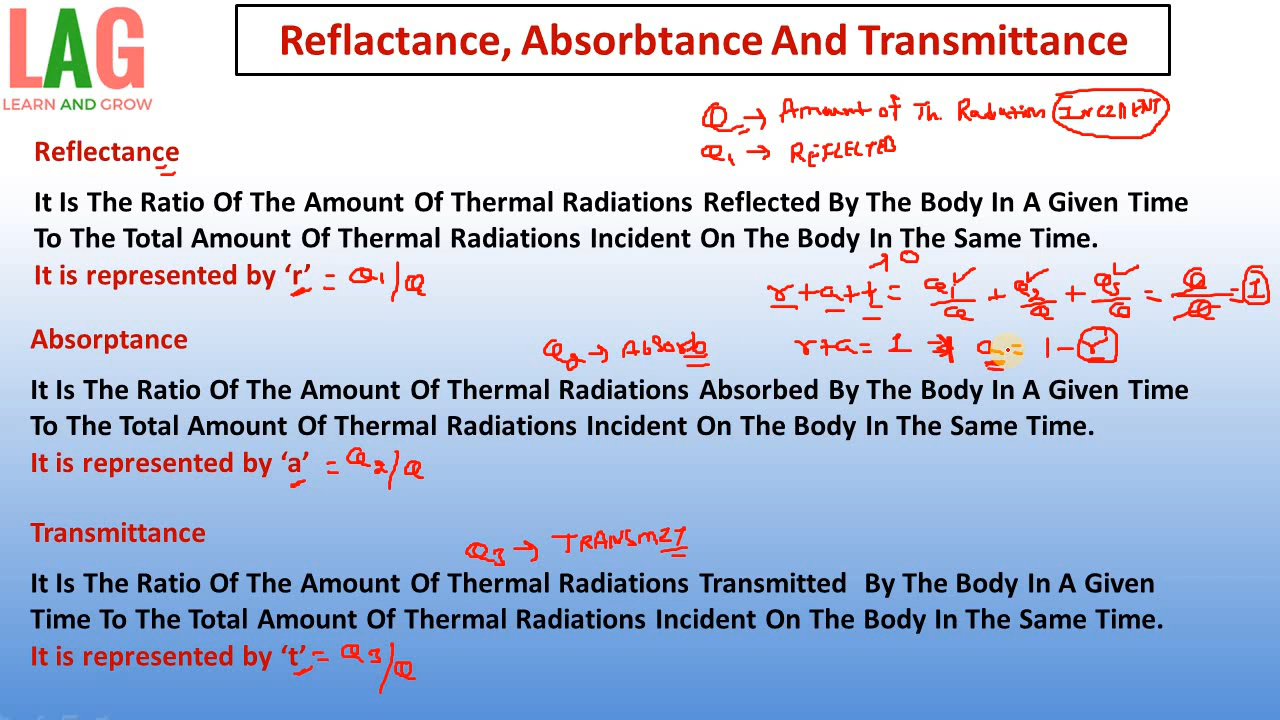 LAG
LEARN AND GROW
Reflactance, Absorbtance And Transmittance
Q → Amount of Th. Radiation INCIDENT
Q1 → REFLECTED
Reflectance
It Is The Ratio Of The Amount Of Thermal Radiations Reflected By The Body In A Given Time
To The Total Amount Of Thermal Radiations Incident On The Body In The Same Time.
It is represented by ‘r’ = Q1/Q
r+a+t = Q1/Q + Q2/Q + Q3/Q = Q/Q = 1
→ 0
Absorptance
Q2 → Absorb
r+a = 1 ⇒ a = 1 - r
It Is The Ratio Of The Amount Of Thermal Radiations Absorbed By The Body In A Given Time
To The Total Amount Of Thermal Radiations Incident On The Body In The Same Time.
It is represented by ‘a’ = Q2/Q
Transmittance
Q3 → TRANSMIT
It Is The Ratio Of The Amount Of Thermal Radiations Transmitted By The Body In A Given
Time To The Total Amount Of Thermal Radiations Incident On The Body In The Same Time.
It is represented by ‘t’ = Q3/Q